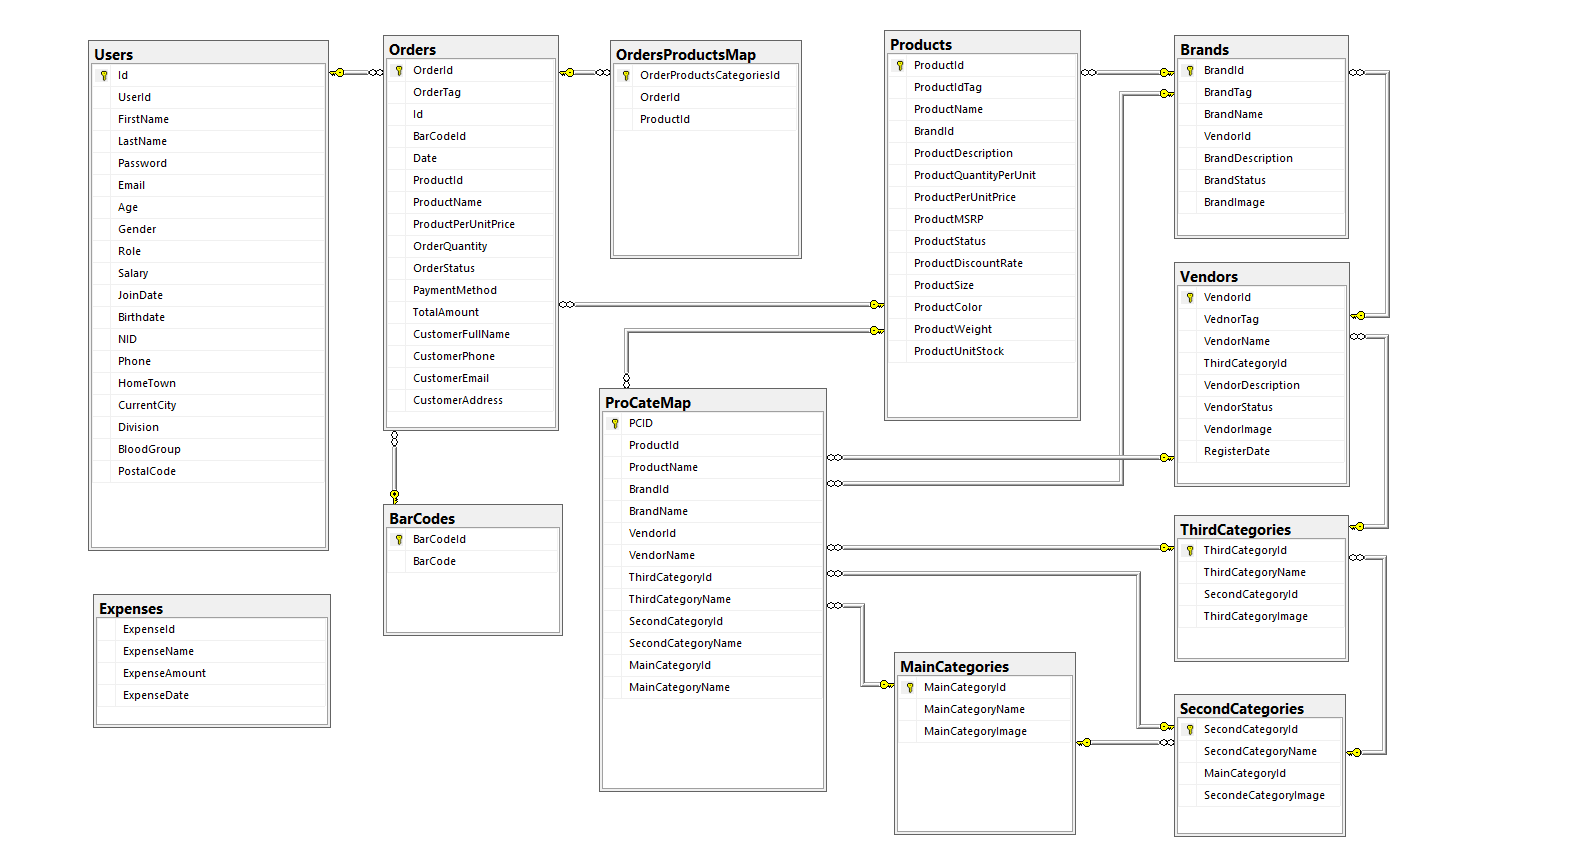 Users
Id
UserId
FirstName
LastName
Password
Email
Age
Gender
Role
Salary
JoinDate
Birthdate
NID
Phone
HomeTown
CurrentCity
Division
BloodGroup
PostalCode
Orders
OrderId
OrderTag
Id
BarCodeId
Date
ProductId
ProductName
ProductPerUnitPrice
OrderQuantity
OrderStatus
PaymentMethod
TotalAmount
CustomerFullName
CustomerPhone
CustomerEmail
CustomerAddress
OrdersProductsMap
OrderProductsCategoriesId
OrderId
ProductId
Products
ProductId
ProductIdTag
ProductName
BrandId
ProductDescription
ProductQuantityPerUnit
ProductPerUnitPrice
ProductMSRP
ProductStatus
ProductDiscountRate
ProductSize
ProductColor
ProductWeight
ProductUnitStock
Brands
BrandId
BrandTag
BrandName
VendorId
BrandDescription
BrandStatus
BrandImage
Vendors
VendorId
VednorTag
VendorName
ThirdCategoryId
VendorDescription
VendorStatus
VendorImage
RegisterDate
ProCateMap
PCID
ProductId
ProductName
BrandId
BrandName
VendorId
VendorName
ThirdCategoryId
ThirdCategoryName
SecondCategoryId
SecondCategoryName
MainCategoryId
MainCategoryName
BarCodes
BarCodeId
BarCode
Expenses
ExpenseId
ExpenseName
ExpenseAmount
ExpenseDate
ThirdCategories
ThirdCategoryId
ThirdCategoryName
SecondCategoryId
ThirdCategoryImage
MainCategories
MainCategoryId
MainCategoryName
MainCategoryImage
SecondCategories
SecondCategoryId
SecondCategoryName
MainCategoryId
SecondeCategoryImage